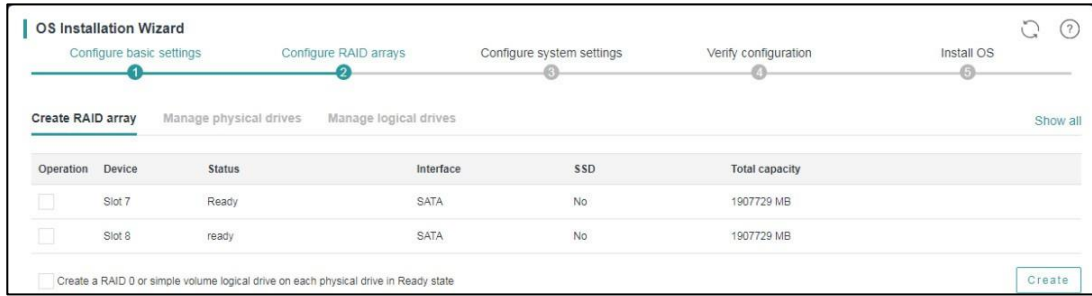 OS Installation Wizard
?
Configure basic settings Configure RAID arrays Configure system settings Verify configuration Install OS
1 2 3 4 5
Create RAID array Manage physical drives Manage logical drives Show all
Operation Device Status Interface SSD Total capacity
Slot 7 Ready SATA No 1907729 MB
Slot 8 ready SATA No 1907729 MB
Create a RAID 0 or simple volume logical drive on each physical drive in Ready state Create